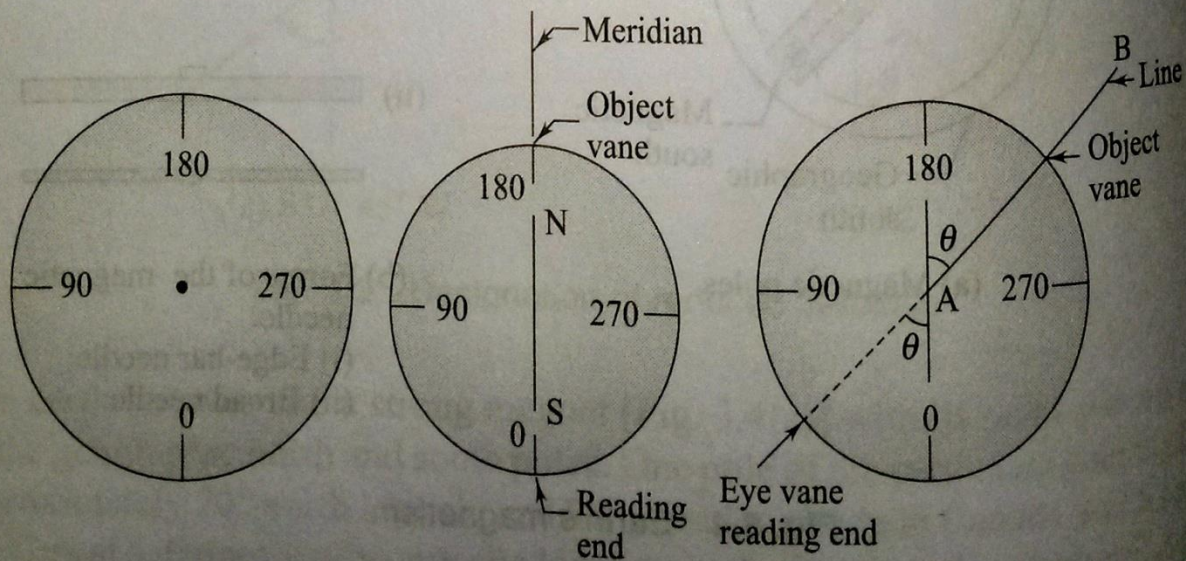 180
90
270
0
Meridian
Object
vane
180
N
90
270
S
0
Reading
end
B
Line
Object
vane
180
θ
90
A
270
θ
0
Eye vane
reading end